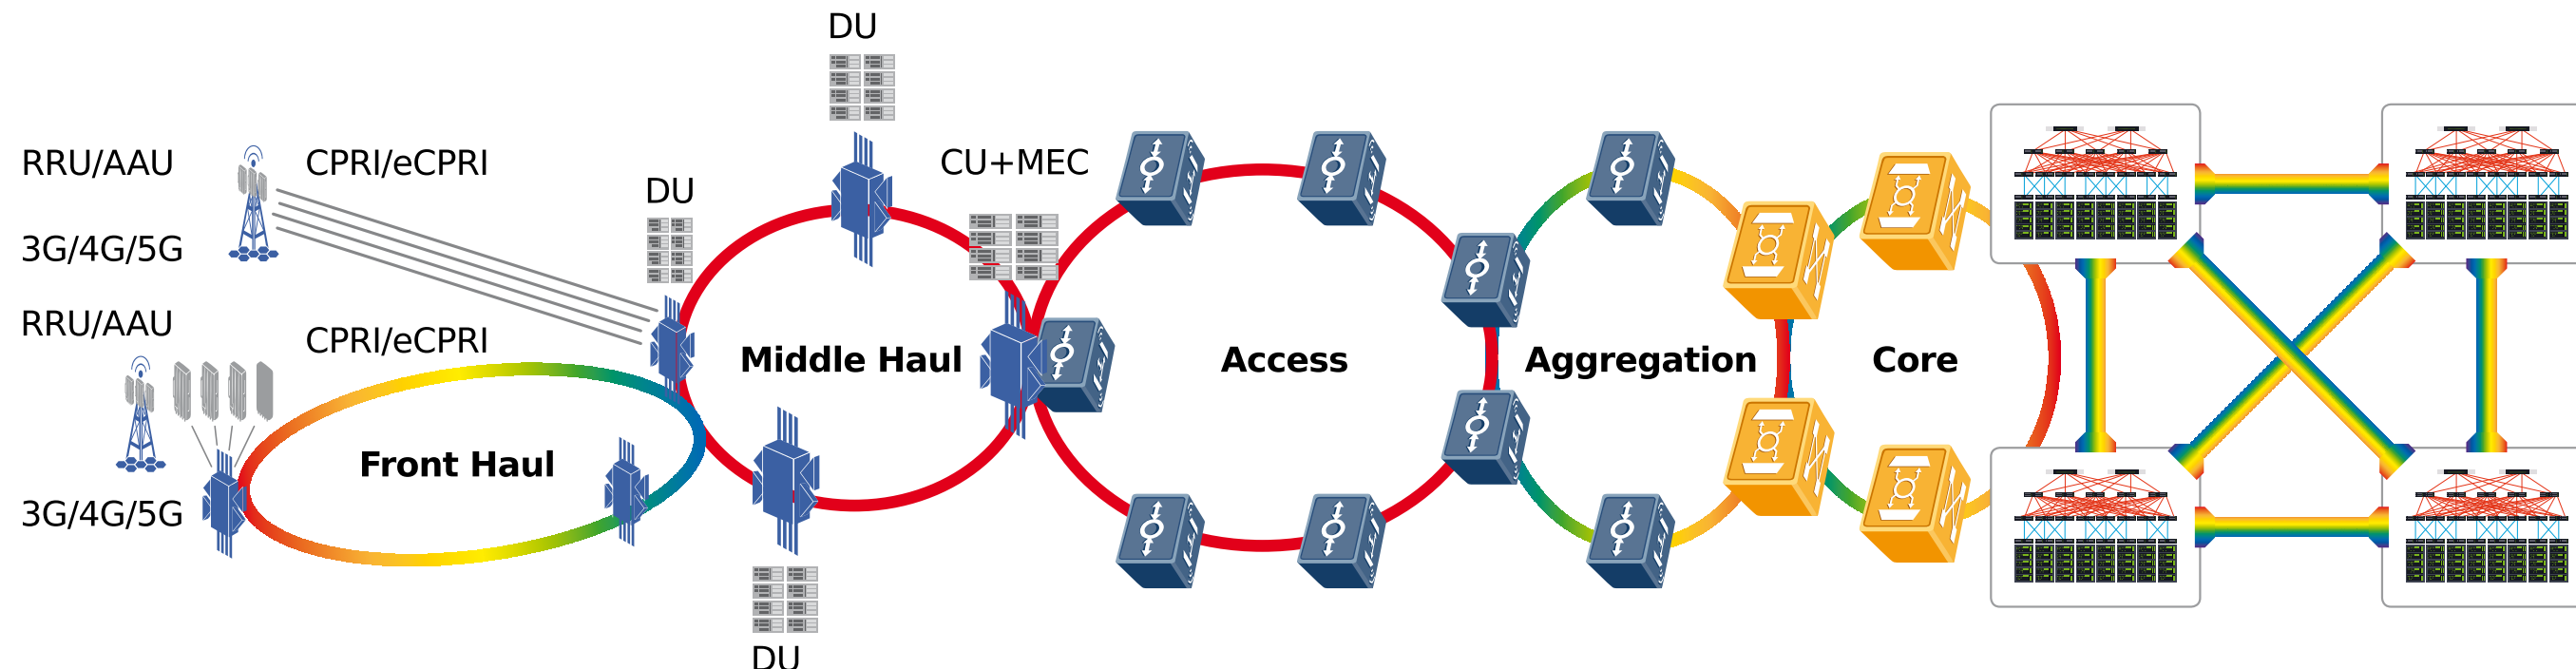 DU
RRU/AAU
CPRI/eCPRI
CU+MEC
DU
3G/4G/5G
RRU/AAU
CPRI/eCPRI
Middle Haul
Access
Aggregation
Core
Front Haul
3G/4G/5G
DU